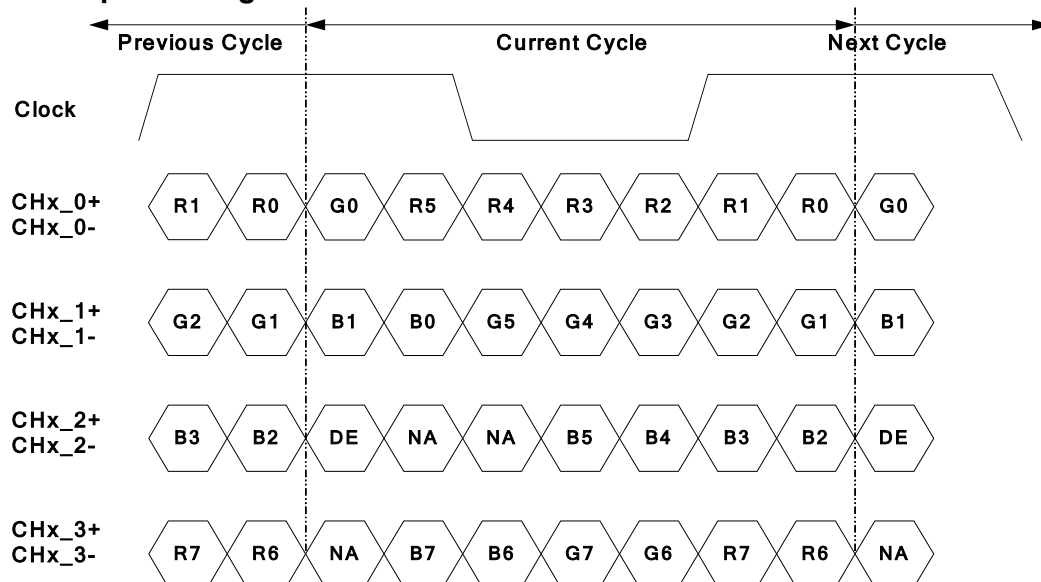 Previous Cycle Current Cycle Next Cycle
Clock
CHx_0+
CHx_0-
R1 R0 G0 R5 R4 R3 R2 R1 R0 G0
CHx_1+
CHx_1-
G2 G1 B1 B0 G5 G4 G3 G2 G1 B1
CHx_2+
CHx_2-
B3 B2 DE NA NA B5 B4 B3 B2 DE
CHx_3+
CHx_3-
R7 R6 NA B7 B6 G7 G6 R7 R6 NA